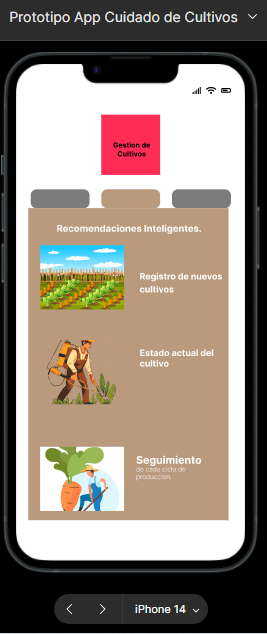 Prototipo App Cuidado de Cultivos
Gestion de
Cultivos
Recomendaciones Inteligentes.
Registro de nuevos
cultivos
Estado actual del
cultivo
Seguimiento
de cada ciclo de
produccion.
iPhone 14